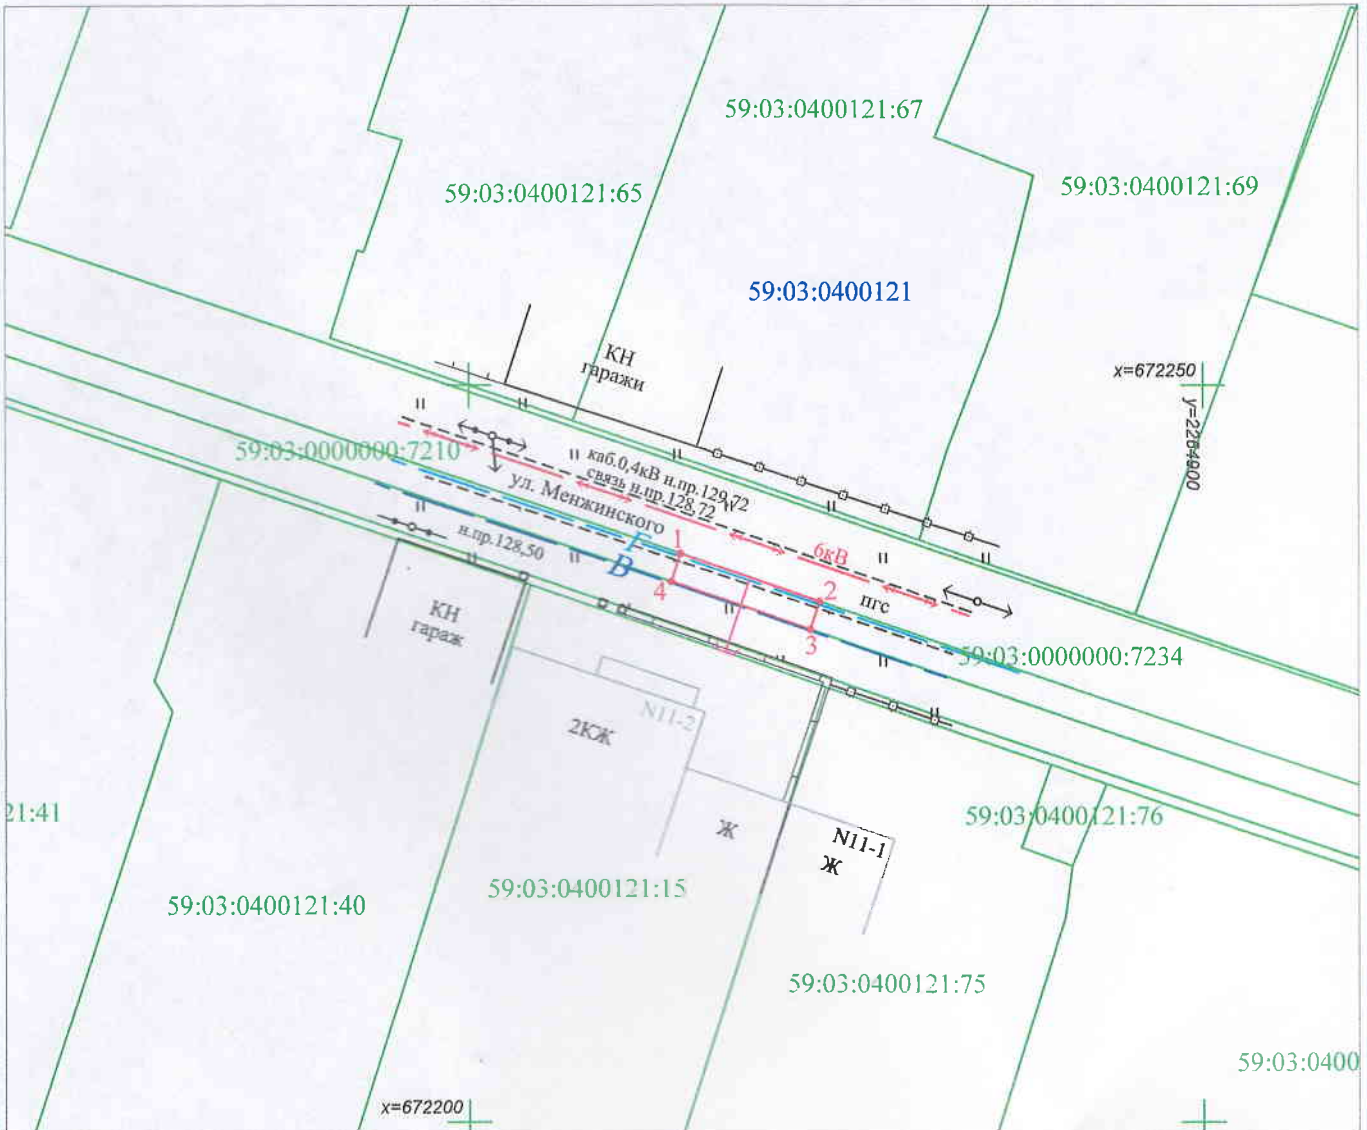 59:03:0400121:67
59:03:0400121:65
59:03:0400121:69
59:03:0400121
КН
гаражи
x=672250
y=2264900
59:03:0000000:7210
каб.0,4кВ н.пр.129,72
связь н.пр.128,72
ул. Менжинского
н.пр.128,50
Г
В
1
6кВ
2
4
пгс
3
КН
гараж
59:03:0000000:7234
N11-2
2КЖ
21:41
59:03:0400121:76
Ж
N11-1
Ж
59:03:0400121:40
59:03:0400121:15
59:03:0400121:75
59:03:0400
x=672200